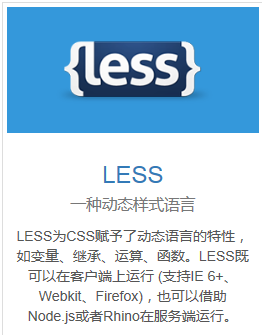 {less}
LESS
一种动态样式语言
LESS为CSS赋予了动态语言的特性，
如变量、继承、运算、函数。LESS既
可以在客户端上运行 (支持IE 6+、
Webkit、Firefox)，也可以借助
Node.js或者Rhino在服务端运行。